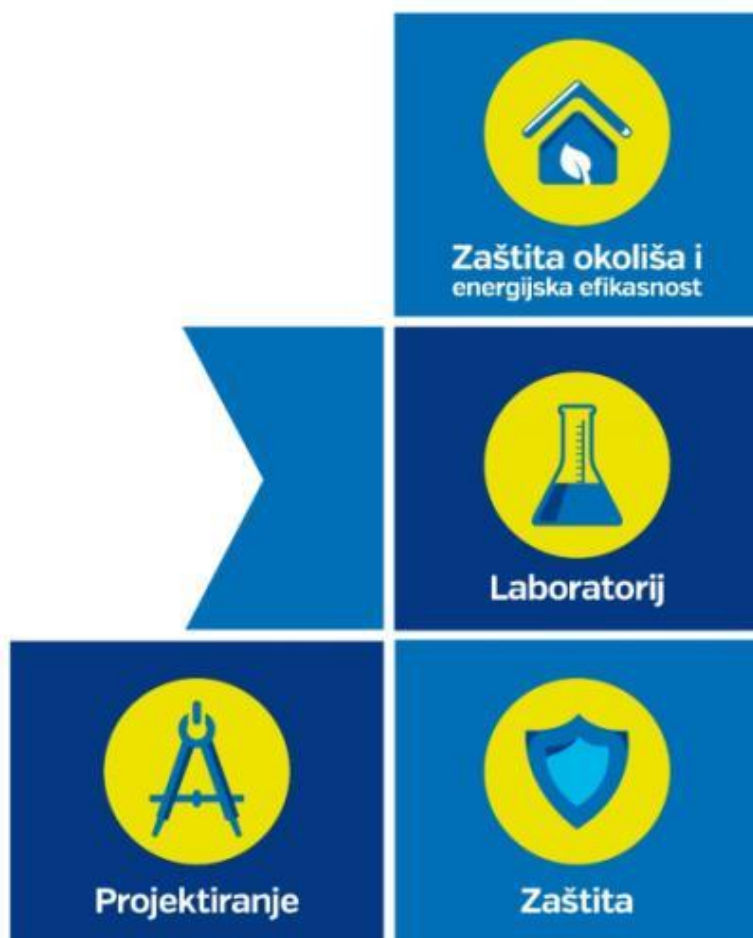 Zaštita okoliša i
energijska efikasnost
Laboratorij
Projektiranje
Zaštita